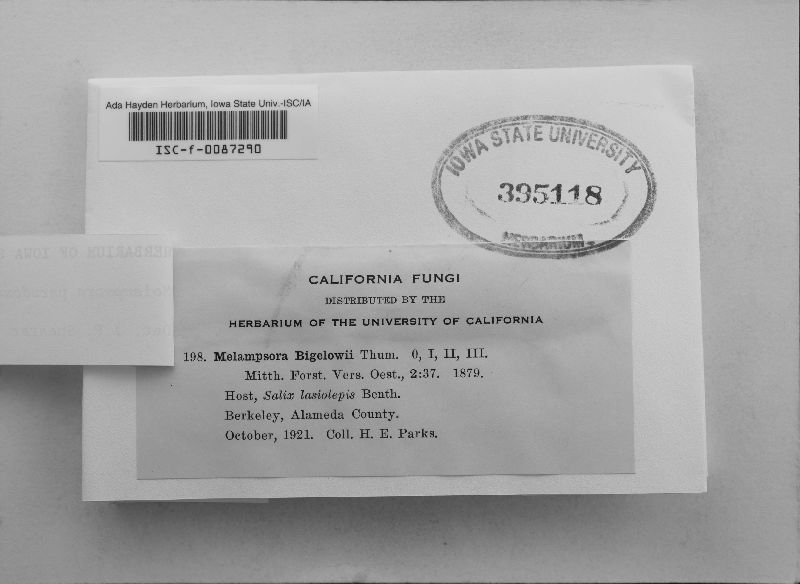 Ada Hayden Herbarium, Iowa State Univ.-ISC/IA
ISC-f-0087290
IOWA STATE UNIVERSITY
395118
HERBARIUM
CALIFORNIA FUNGI
DISTRIBUTED BY THE
HERBARIUM OF THE UNIVERSITY OF CALIFORNIA
198. Melampsora Bigelowii Thum. 0, I, II, III.
Mitth. Forst. Vers. Oest., 2:37. 1879.
Host, Salix lasiolepis Benth.
Berkeley, Alameda County.
October, 1921. Coll. H. E. Parks.